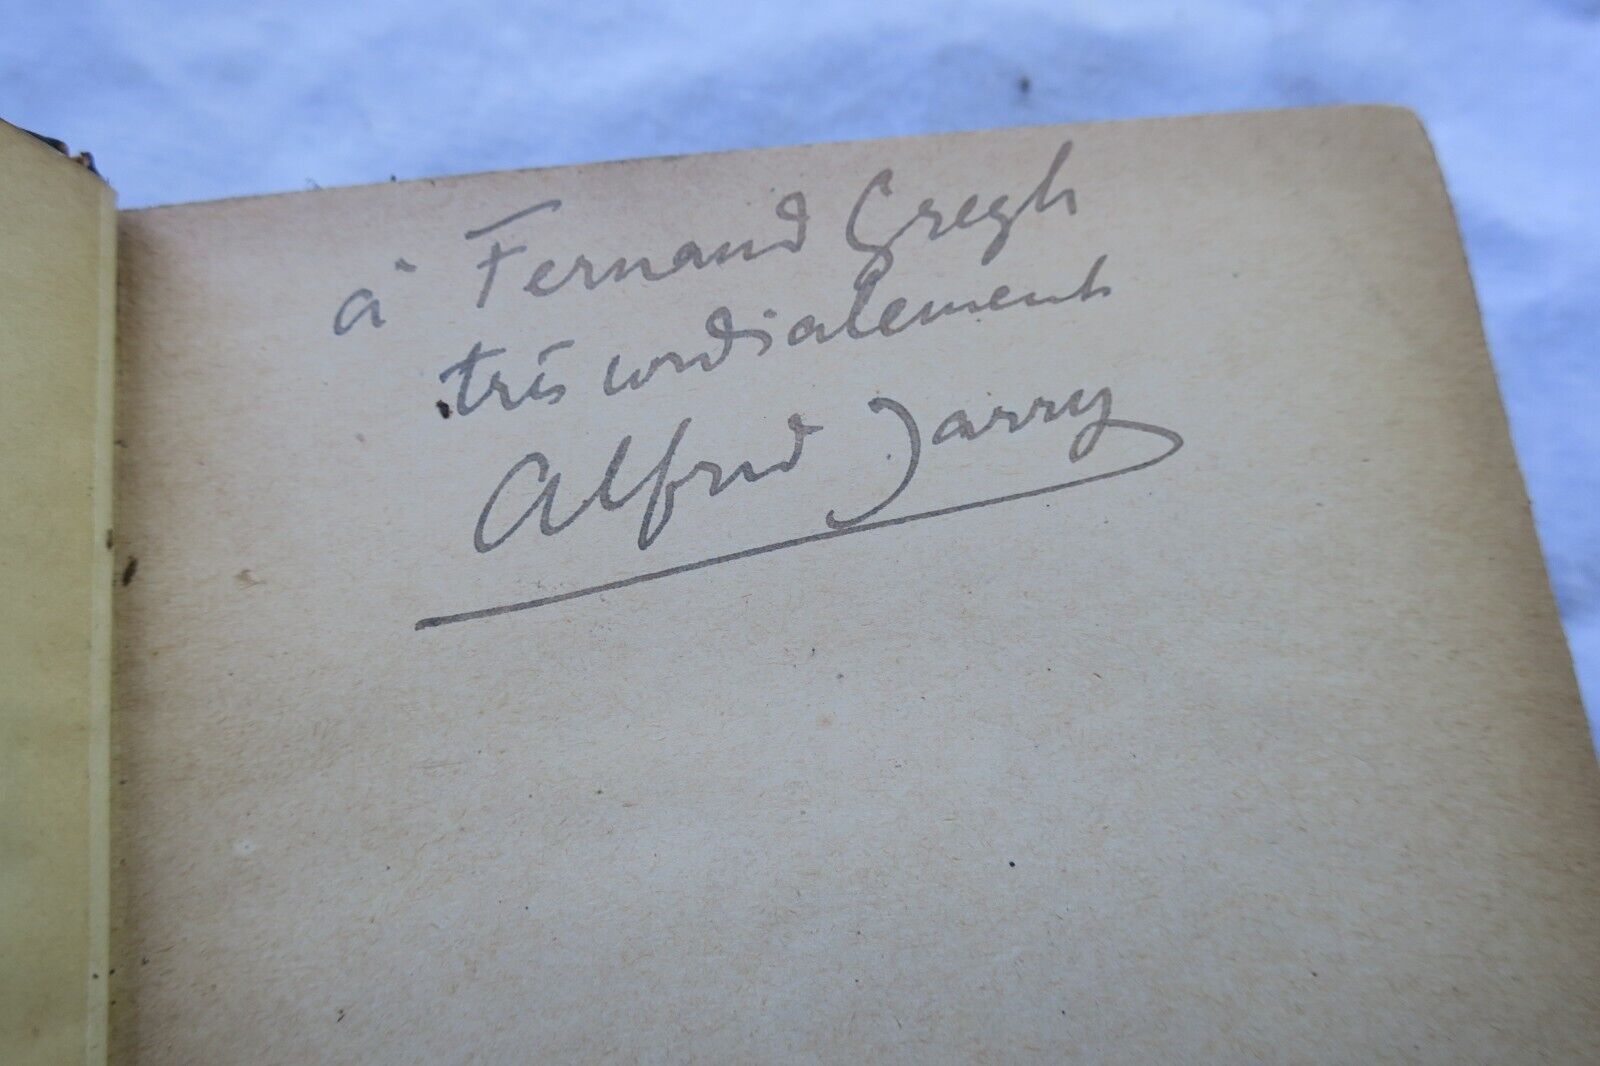 à Fernand Gregh
très cordialement
Alfred Jarry